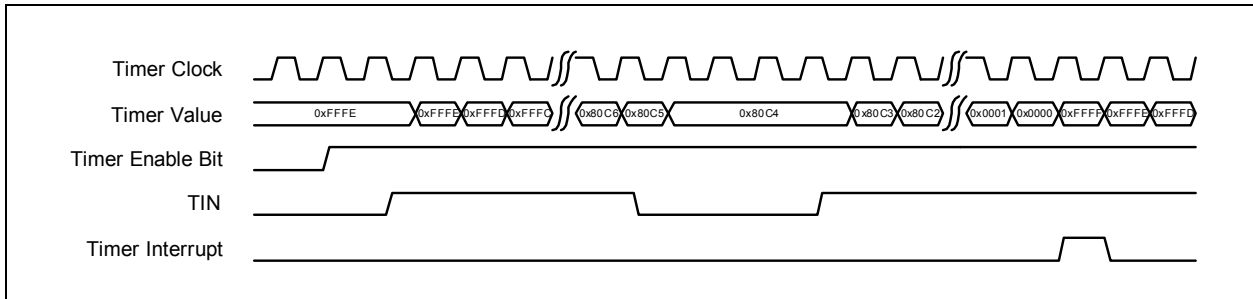 Timer Clock
Timer Value 0xFFFE 0xFFFE 0xFFFD 0xFFFC 0x80C6 0x80C5 0x80C4 0x80C3 0x80C2 0x0001 0x0000 0xFFFF 0xFFFE 0xFFFD
Timer Enable Bit
TIN
Timer Interrupt